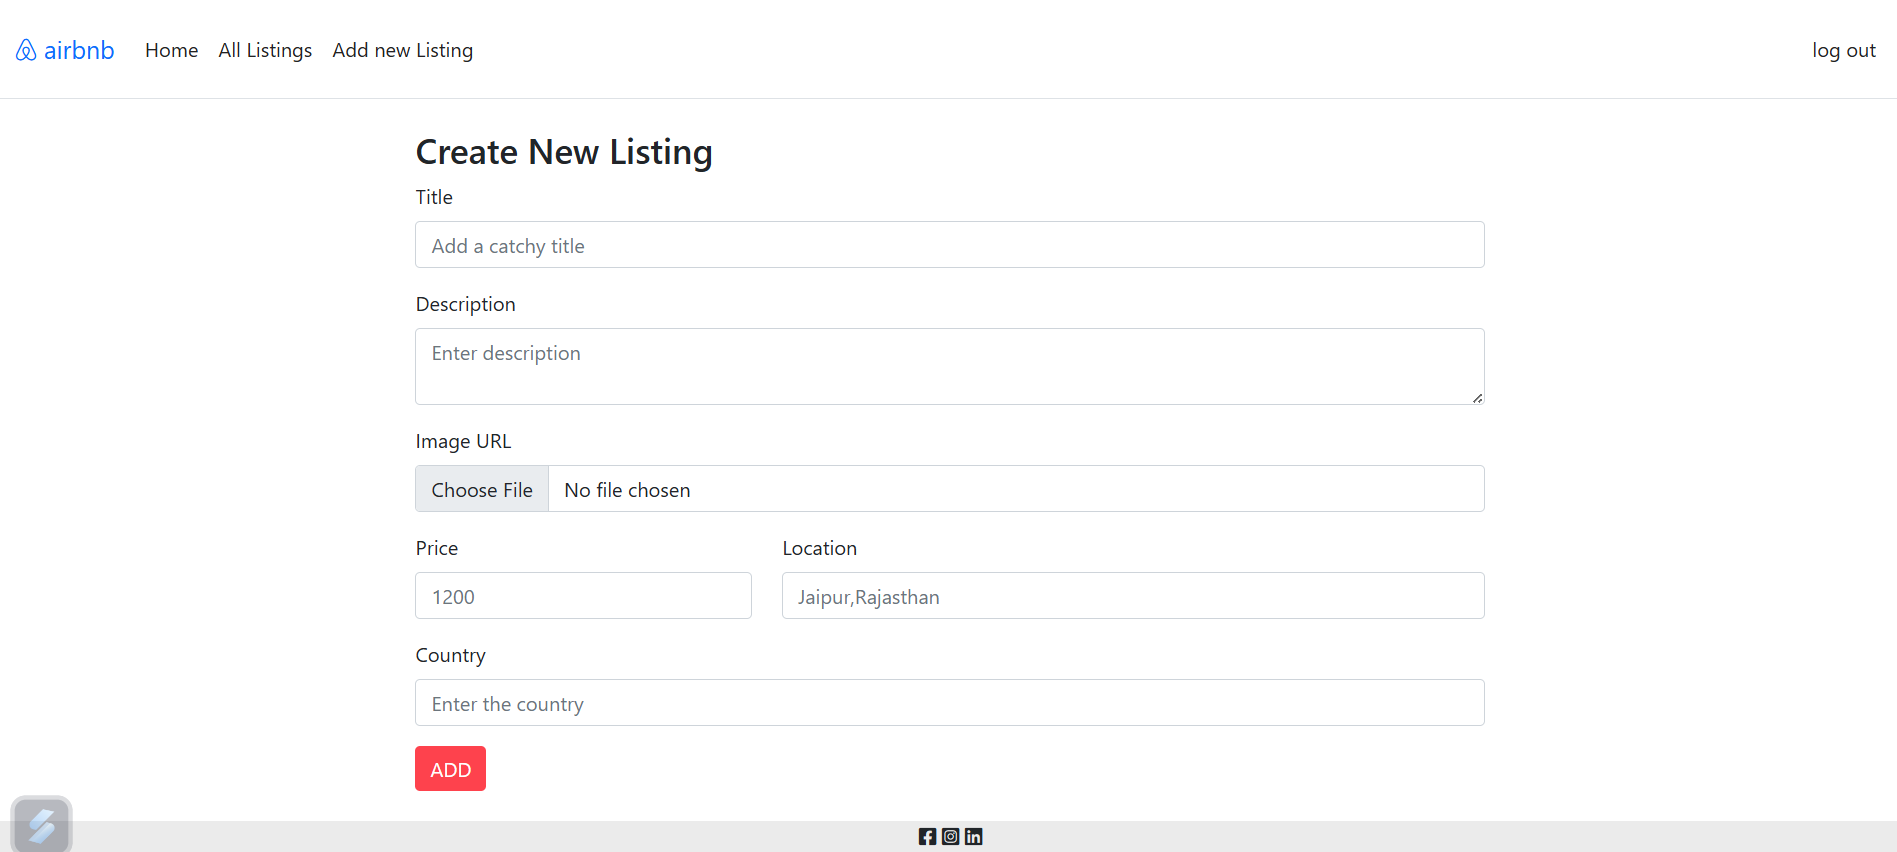 airbnb Home All Listings Add new Listing log out
Create New Listing
Title
Add a catchy title
Description
Enter description
Image URL
Choose File No file chosen
Price Location
1200 Jaipur,Rajasthan
Country
Enter the country
ADD